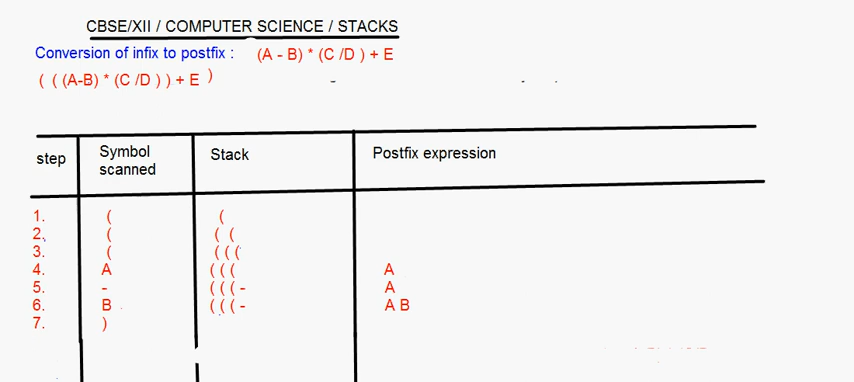 CBSE/XII / COMPUTER SCIENCE / STACKS
Conversion of infix to postfix : (A - B) * (C /D ) + E
( ( (A-B) * (C /D ) ) + E )
step Symbol scanned Stack Postfix expression
1. ( (
2. ( ( (
3. ( ( ( (
4. A ( ( ( A
5. - ( ( ( - A
6. B ( ( ( - A B
7. )